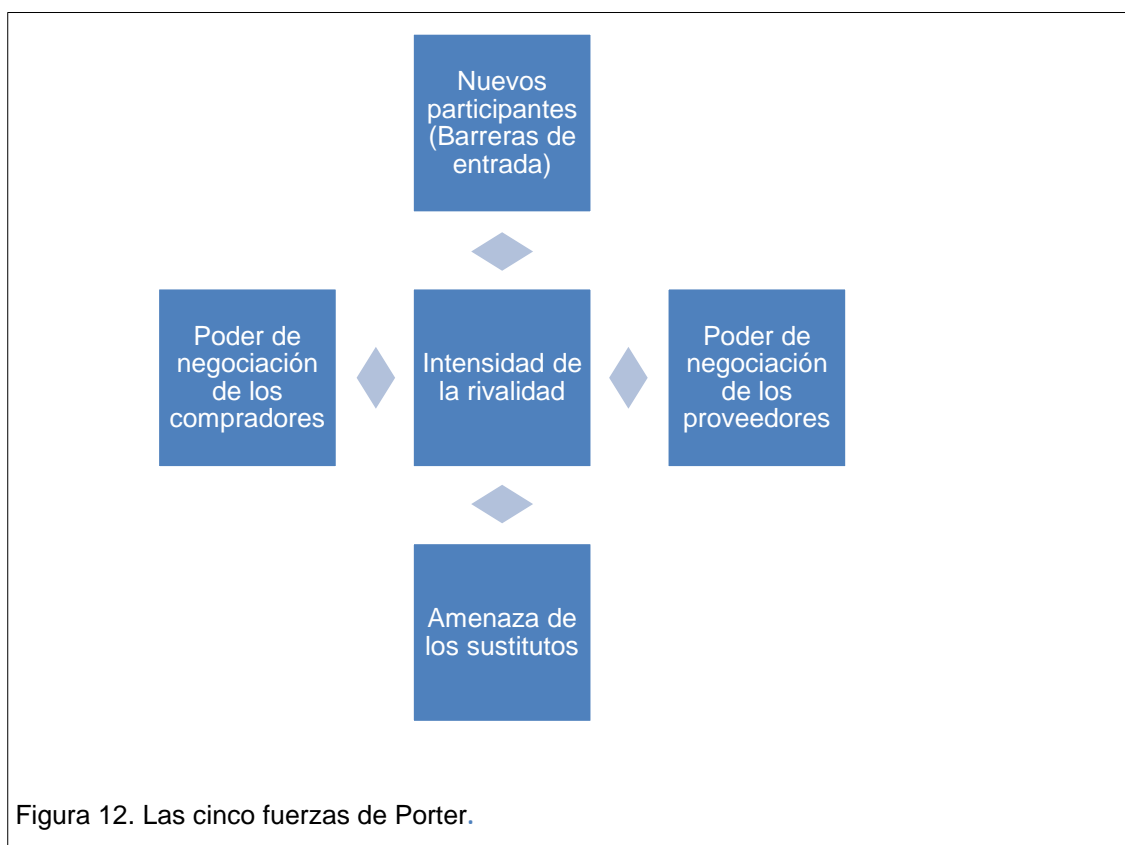 Nuevos
participantes
(Barreras de
entrada)
Poder de
negociación
de los
compradores
Intensidad de
la rivalidad
Poder de
negociación
de los
proveedores
Amenaza de
los sustitutos
Figura 12. Las cinco fuerzas de Porter.